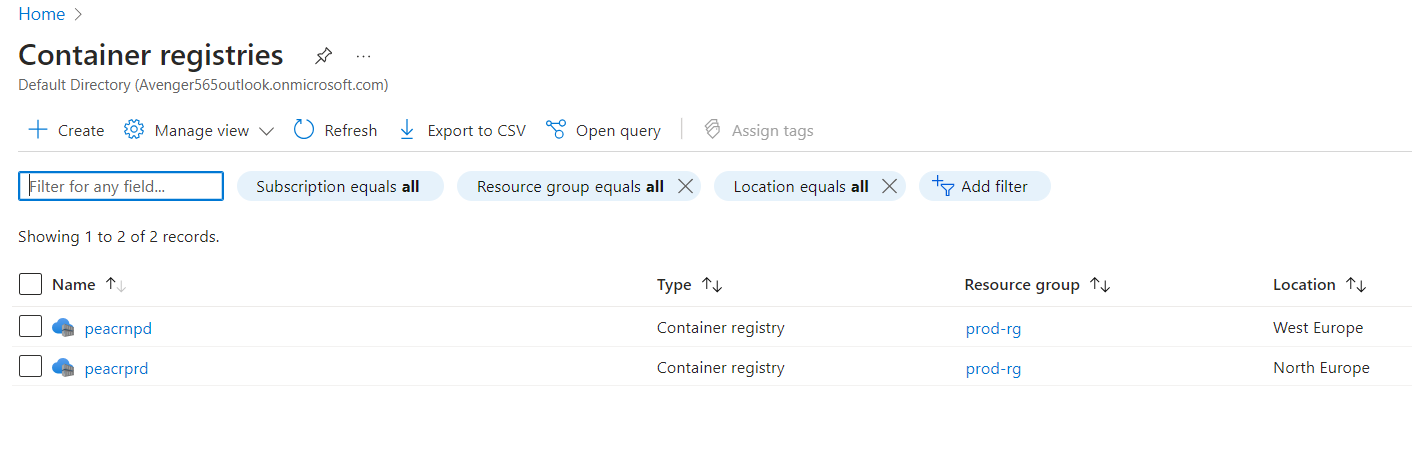 Home
Container registries
Default Directory (Avenger565outlook.onmicrosoft.com)
Create Manage view Refresh Export to CSV Open query Assign tags
Filter for any field... Subscription equals all Resource group equals all Location equals all Add filter
Showing 1 to 2 of 2 records.
Name Type Resource group Location
peacrnpd Container registry prod-rg West Europe
peacrprd Container registry prod-rg North Europe